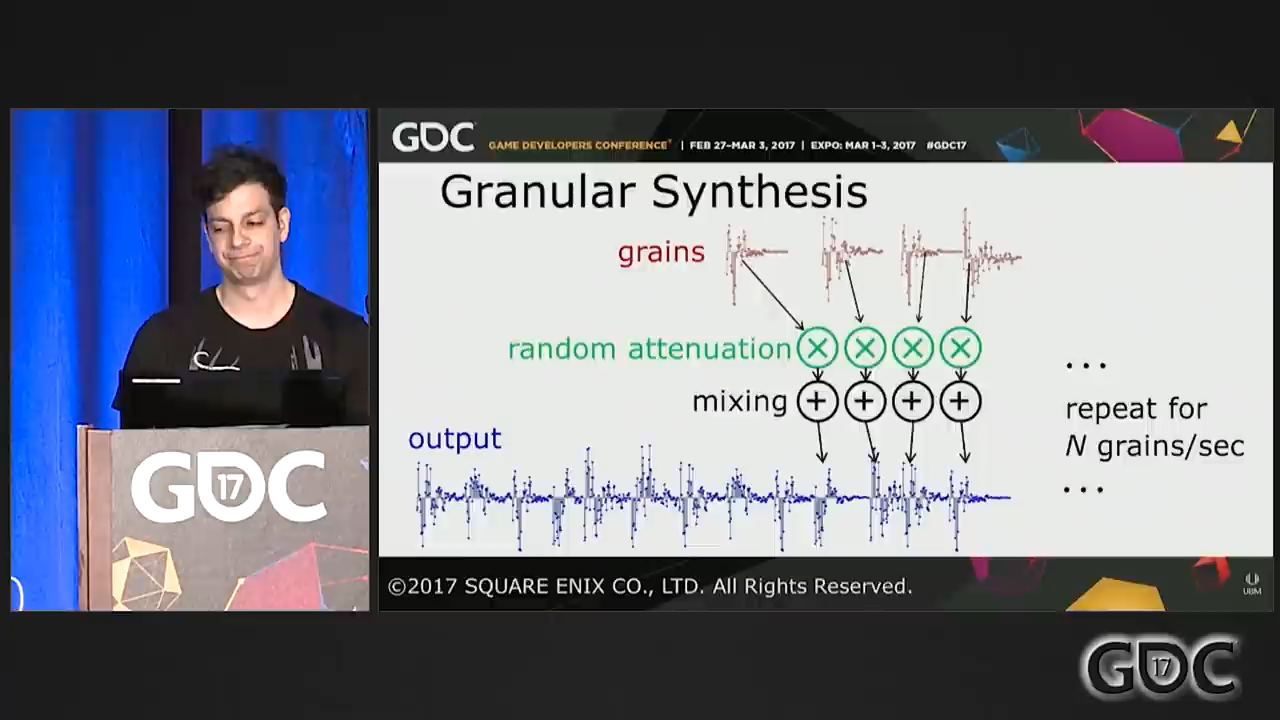 GDC
GAME DEVELOPERS CONFERENCE | FEB 27–MAR 3, 2017 | EXPO: MAR 1–3, 2017 #GDC17
Granular Synthesis
grains
random attenuation
mixing
output
...
repeat for
N grains/sec
...
©2017 SQUARE ENIX CO., LTD. All Rights Reserved.
UBM
GDC
17
GDC
17